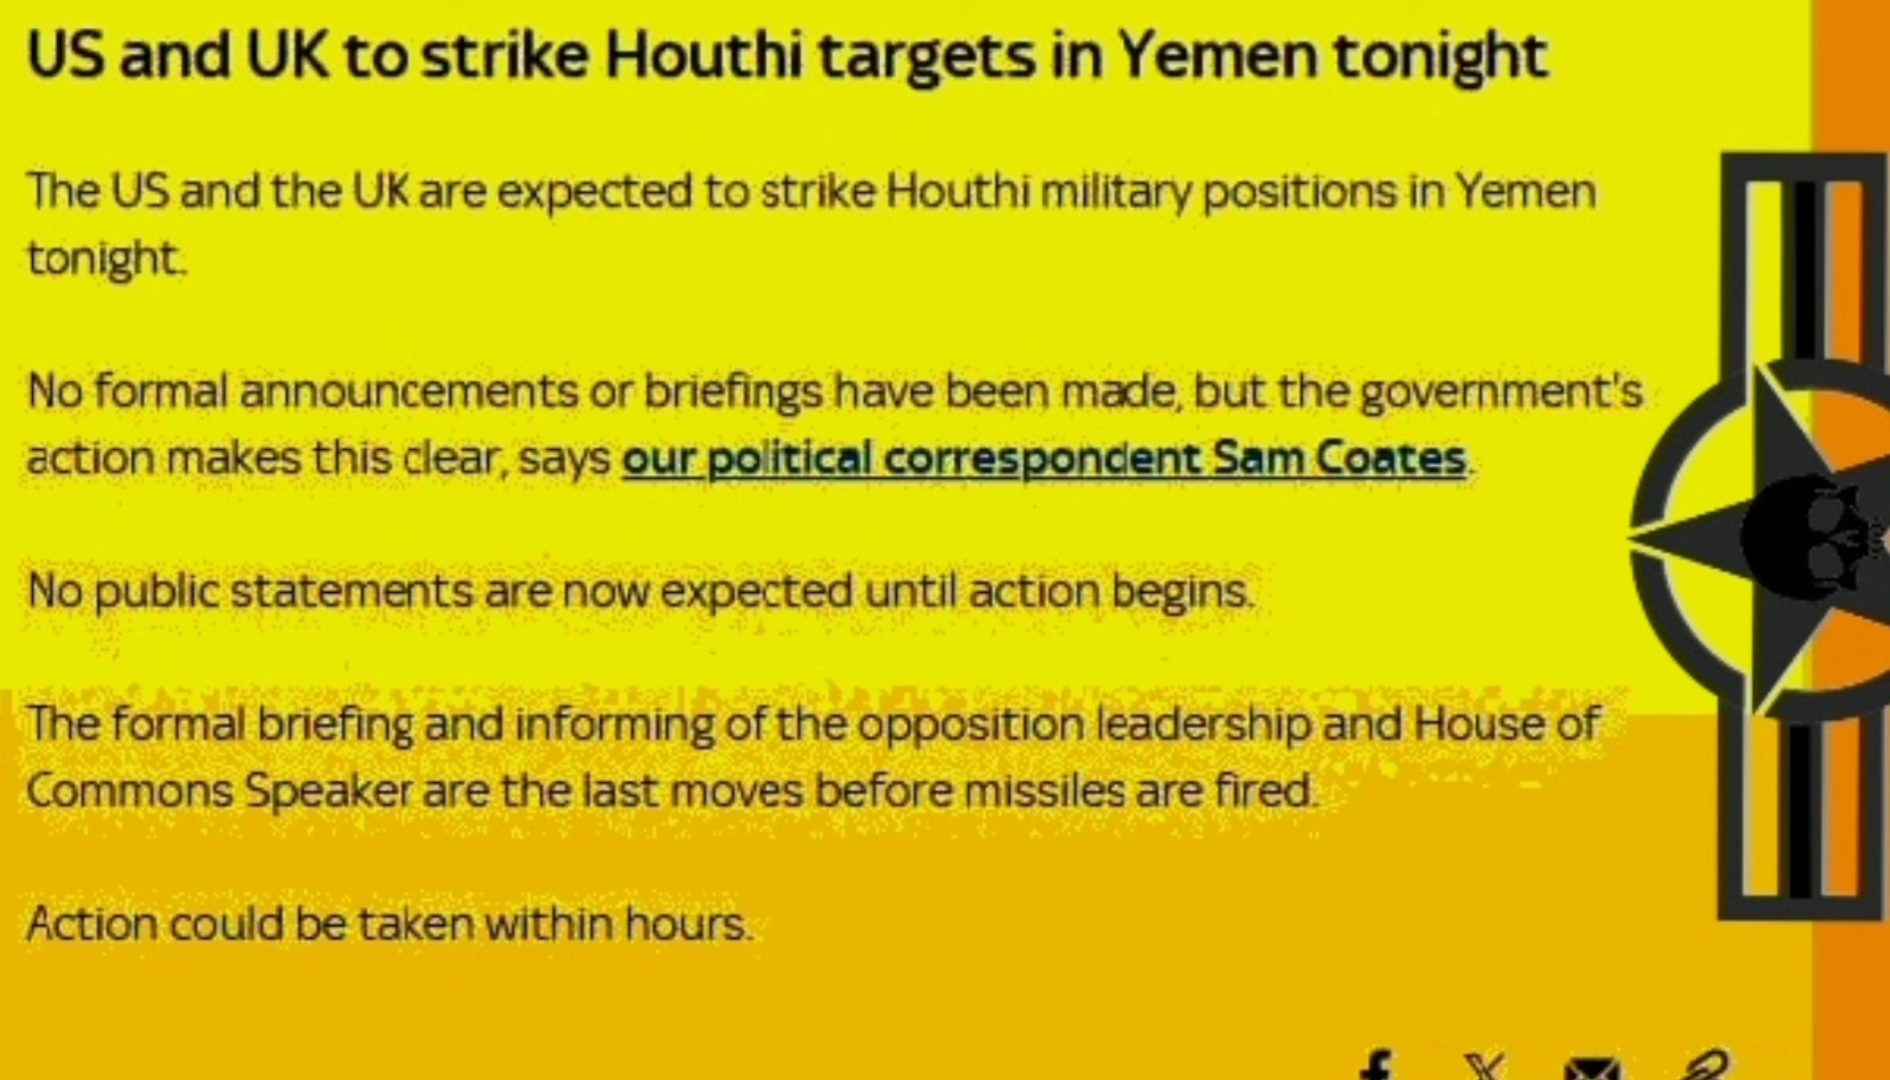 US and UK to strike Houthi targets in Yemen tonight
The US and the UK are expected to strike Houthi military positions in Yemen
tonight.
No formal announcements or briefings have been made, but the government's
action makes this clear, says our political correspondent Sam Coates.
No public statements are now expected until action begins.
The formal briefing and informing of the opposition leadership and House of
Commons Speaker are the last moves before missiles are fired.
Action could be taken within hours.